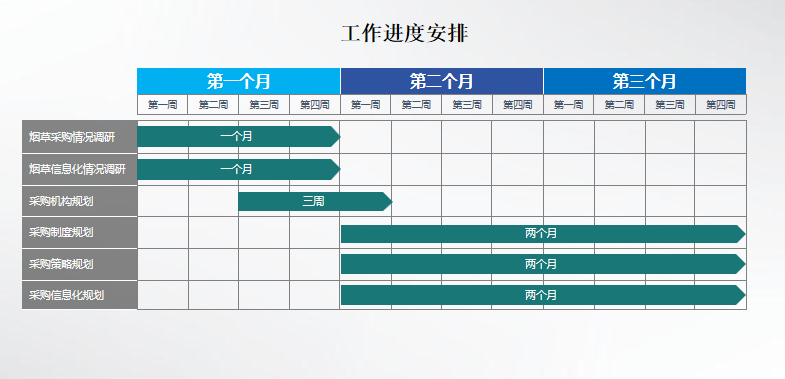 工作进度安排
第一个月 第二个月 第三个月
第一周 第二周 第三周 第四周 第一周 第二周 第三周 第四周 第一周 第二周 第三周 第四周
烟草采购情况调研 一个月
烟草信息化情况调研 一个月
采购机构规划 三周
采购制度规划 两个月
采购策略规划 两个月
采购信息化规划 两个月